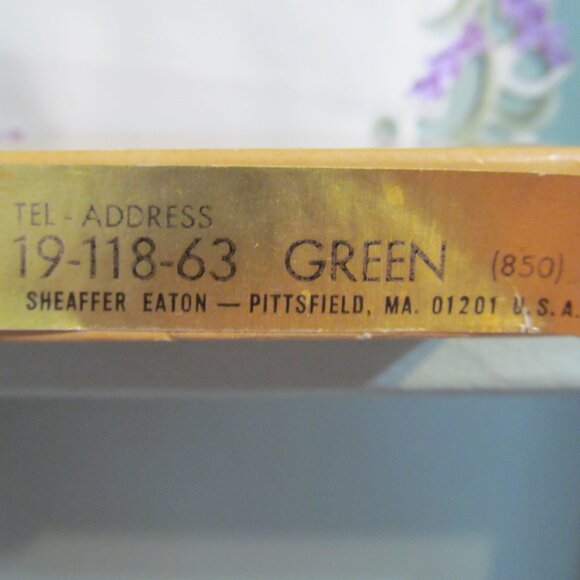 TEL - ADDRESS
19-118-63 GREEN (850)
SHEAFFER EATON — PITTSFIELD, MA. 01201 U.S.A.